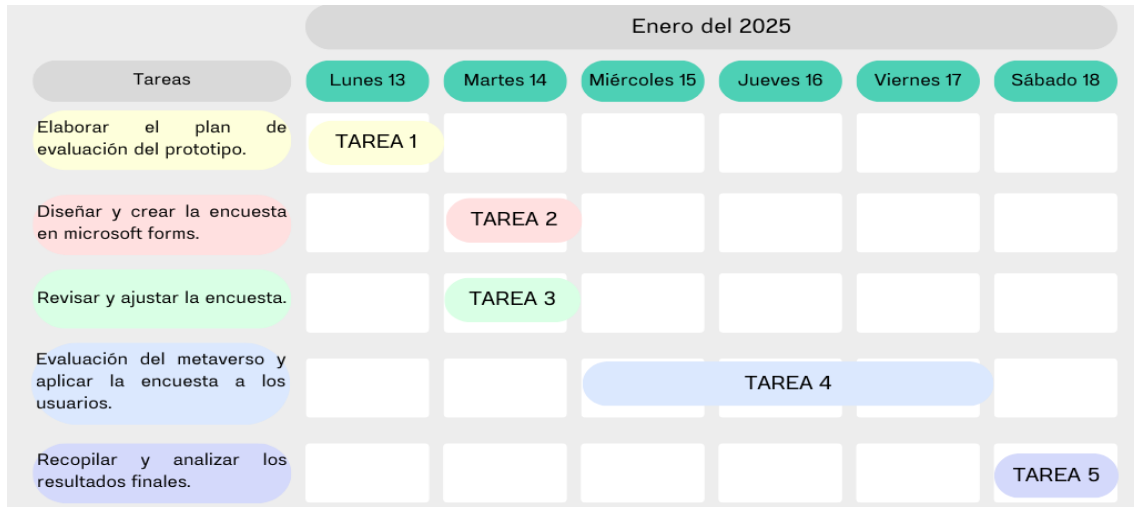 Enero del 2025
Tareas Lunes 13 Martes 14 Miércoles 15 Jueves 16 Viernes 17 Sábado 18
Elaborar el plan de
evaluación del prototipo.
TAREA 1
Diseñar y crear la encuesta
en microsoft forms.
TAREA 2
Revisar y ajustar la encuesta.
TAREA 3
Evaluación del metaverso y
aplicar la encuesta a los
usuarios.
TAREA 4
Recopilar y analizar los
resultados finales.
TAREA 5